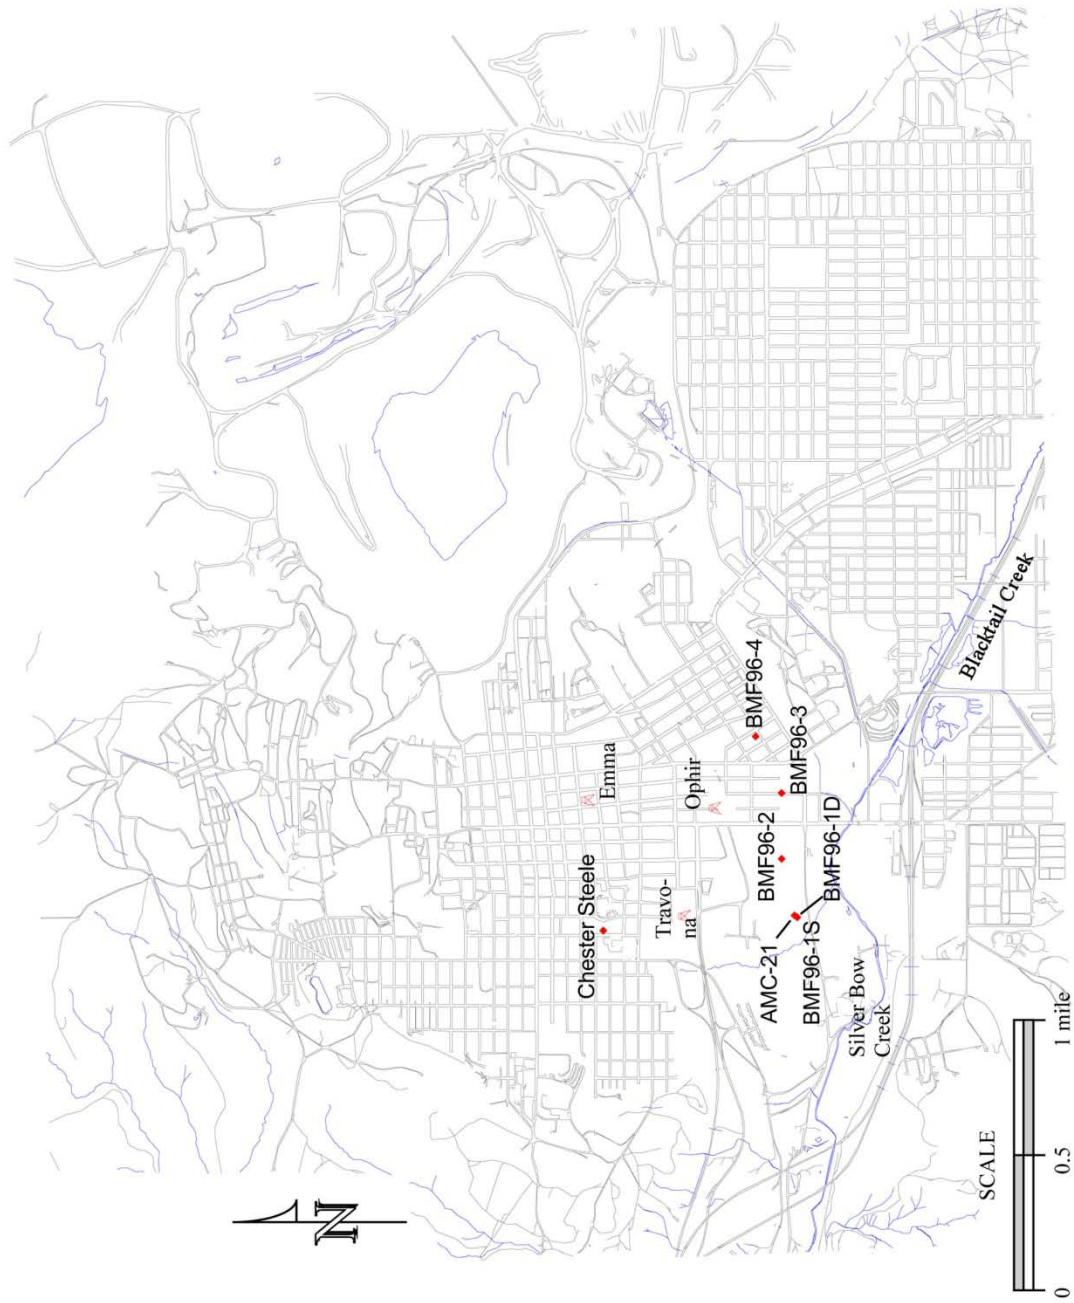 N
Chester Steele
Emma
Travo-
na
Ophir
BMF96-4
BMF96-3
BMF96-2
BMF96-1D
AMC-21
BMF96-1S
Silver Bow
Creek
Blacktail Creek
SCALE
0
0.5
1 mile